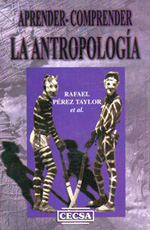 APRENDER-COMPRENDER
LA ANTROPOLOGÍA
RAFAEL
PÉREZ TAYLOR
et al.
CECSA